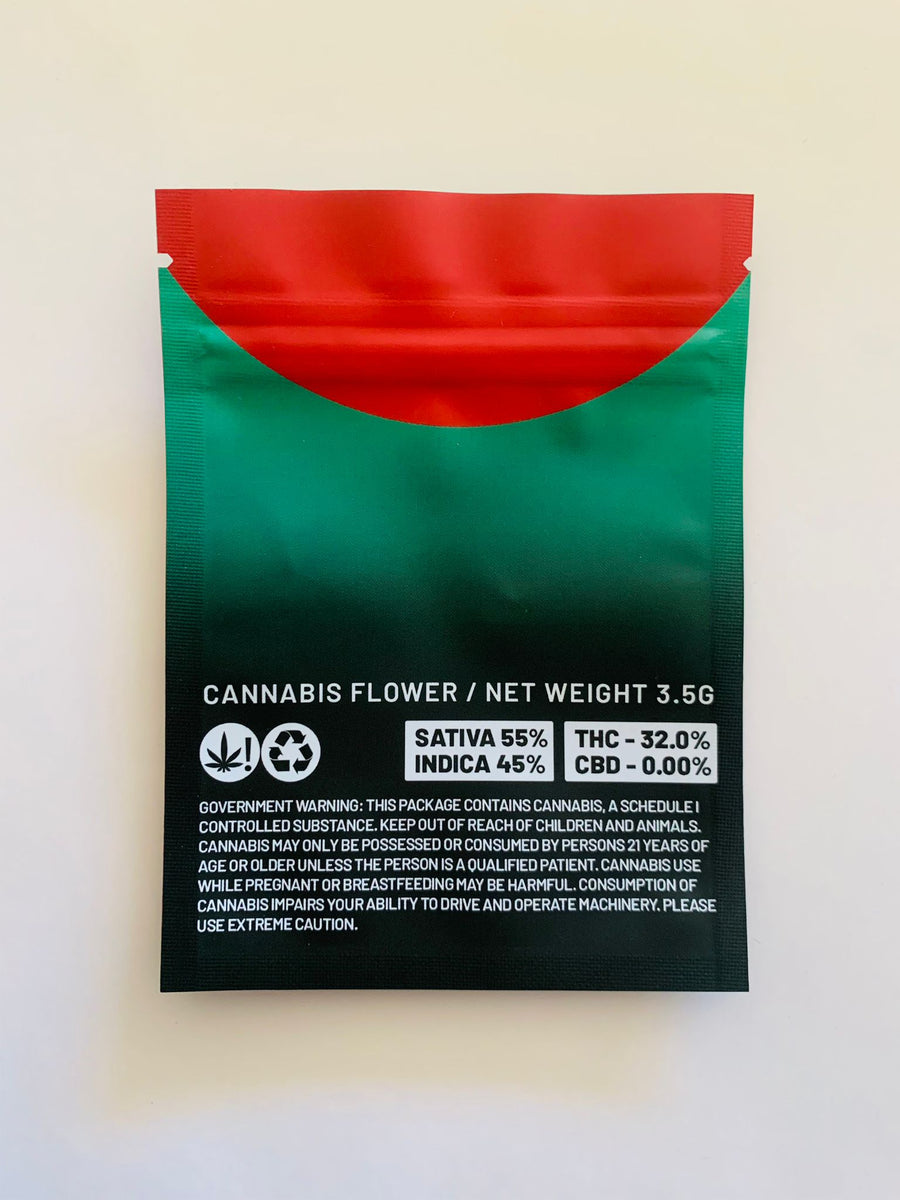 CANNABIS FLOWER / NET WEIGHT 3.5G
!
SATIVA 55%
INDICA 45%
THC - 32.0%
CBD - 0.00%
GOVERNMENT WARNING: THIS PACKAGE CONTAINS CANNABIS, A SCHEDULE I
CONTROLLED SUBSTANCE. KEEP OUT OF REACH OF CHILDREN AND ANIMALS.
CANNABIS MAY ONLY BE POSSESSED OR CONSUMED BY PERSONS 21 YEARS OF
AGE OR OLDER UNLESS THE PERSON IS A QUALIFIED PATIENT. CANNABIS USE
WHILE PREGNANT OR BREASTFEEDING MAY BE HARMFUL. CONSUMPTION OF
CANNABIS IMPAIRS YOUR ABILITY TO DRIVE AND OPERATE MACHINERY. PLEASE
USE EXTREME CAUTION.